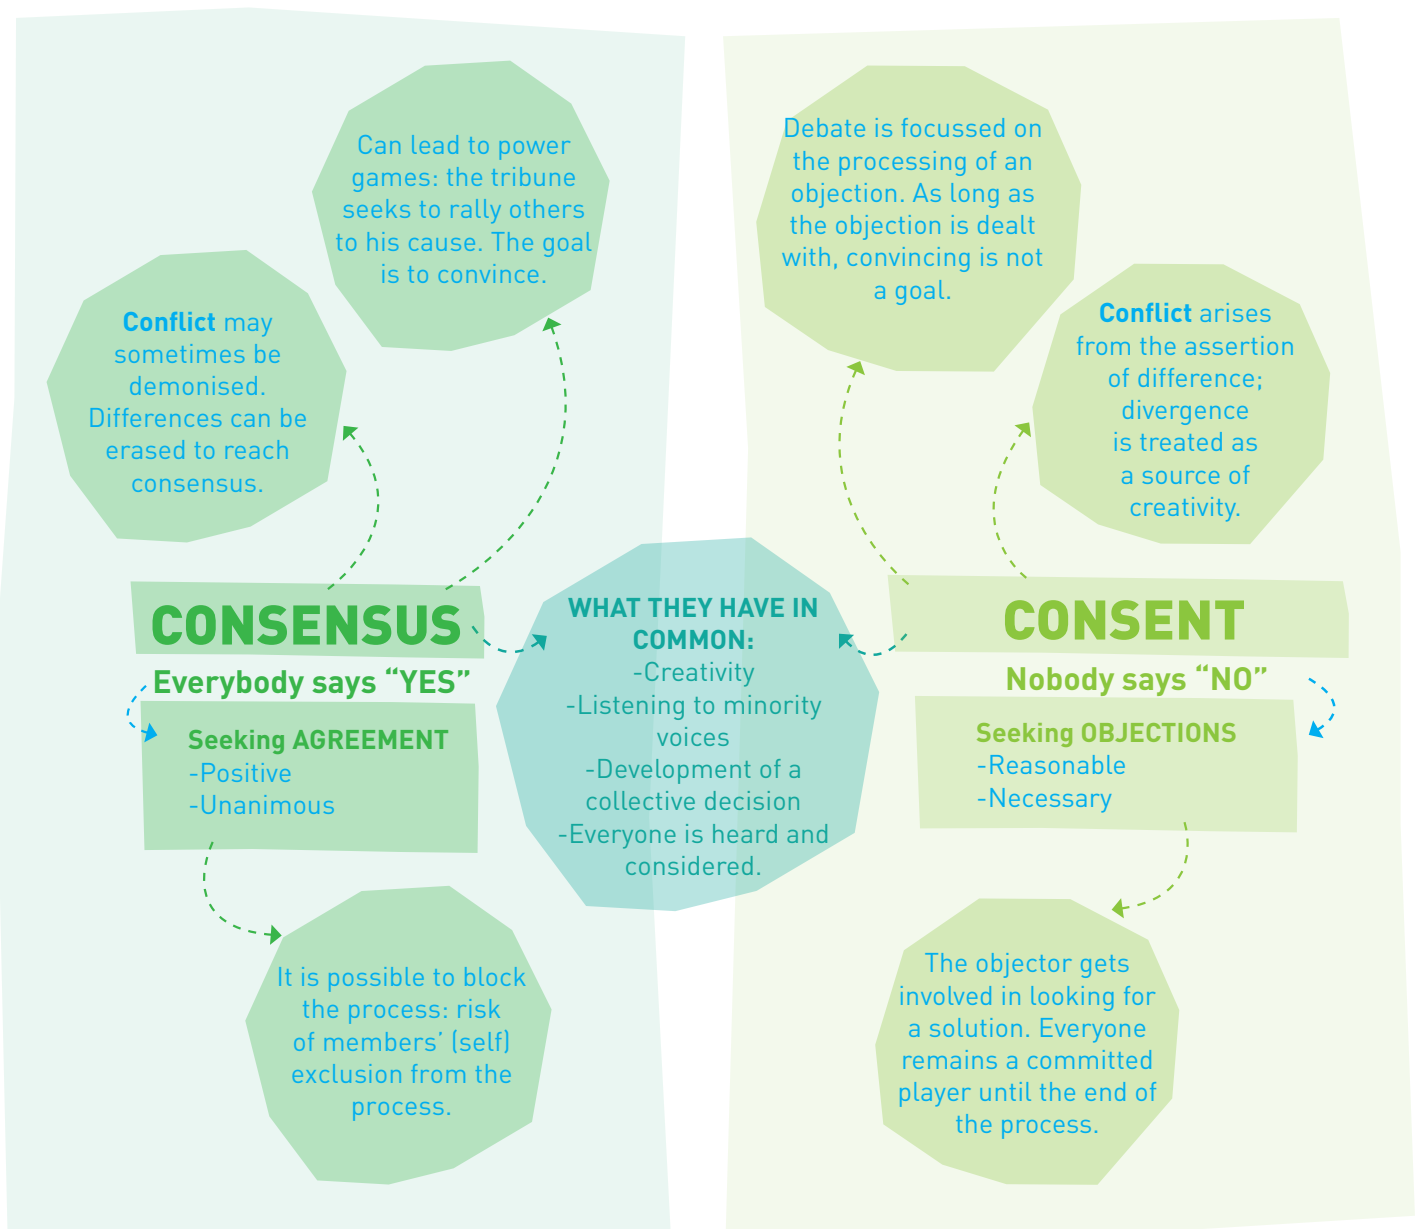 Can lead to power
games: the tribune
seeks to rally others
to his cause. The goal
is to convince.
Conflict may
sometimes be
demonised.
Differences can be
erased to reach
consensus.
CONSENSUS
Everybody says “YES”
Seeking AGREEMENT
-Positive
-Unanimous
It is possible to block
the process: risk
of members’ (self)
exclusion from the
process.
WHAT THEY HAVE IN
COMMON:
-Creativity
-Listening to minority
voices
-Development of a
collective decision
-Everyone is heard and
considered.
Debate is focussed on
the processing of an
objection. As long as
the objection is dealt
with, convincing is not
a goal.
Conflict arises
from the assertion
of difference;
divergence
is treated as
a source of
creativity.
CONSENT
Nobody says “NO”
Seeking OBJECTIONS
-Reasonable
-Necessary
The objector gets
involved in looking for
a solution. Everyone
remains a committed
player until the end of
the process.